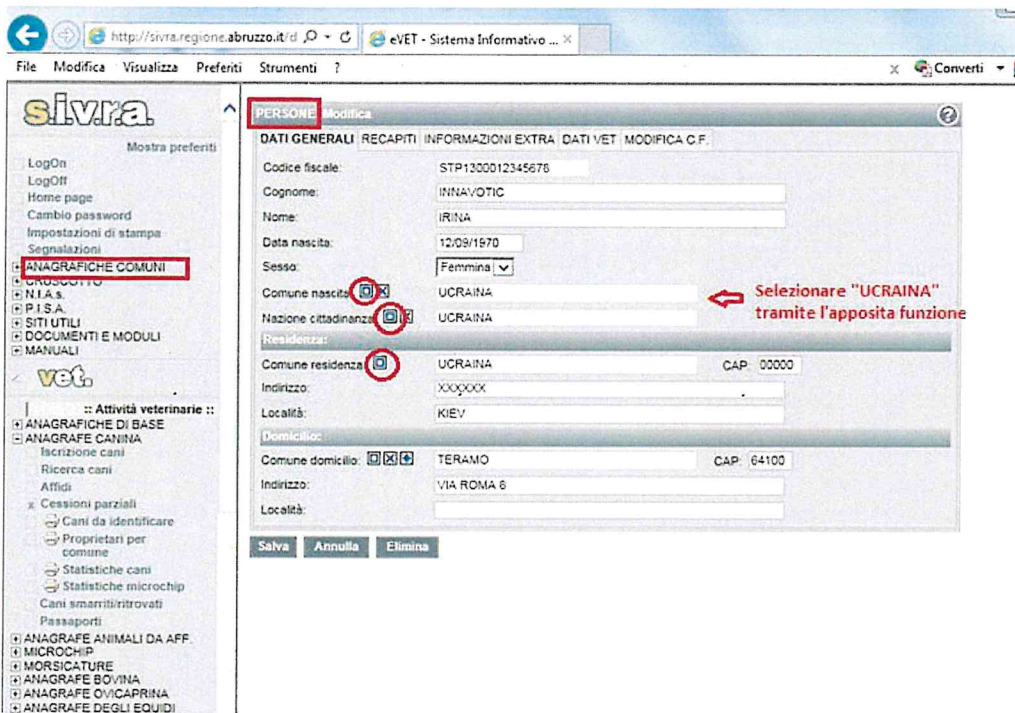 http://sivra.regione.abruzzo.it/d
eVET - Sistema Informativo ...
File Modifica Visualizza Preferiti Strumenti ?
x Converti
s.i.v.r.a.
Mostra preferiti
LogOn
LogOff
Home page
Cambio password
Impostazioni di stampa
Segnalazioni
ANAGRAFICHE COMUNI
CRUSCOTTO
N.I.A.s.
P.I.S.A.
SITI UTILI
DOCUMENTI E MODULI
MANUALI
vet.
:: Attività veterinarie ::
ANAGRAFICHE DI BASE
ANAGRAFE CANINA
Iscrizione cani
Ricerca cani
Affidi
x Cessioni parziali
Cani da identificare
Proprietari per
comune
Statistiche cani
Statistiche microchip
Cani smarriti/ritrovati
Passaporti
ANAGRAFE ANIMALI DA AFF.
MICROCHIP
MORSICATURE
ANAGRAFE BOVINA
ANAGRAFE OVICAPRINA
ANAGRAFE DEGLI EQUIDI
PERSONE Modifica
DATI GENERALI RECAPITI INFORMAZIONI EXTRA DATI VET MODIFICA C.F.
Codice fiscale: STP1300012345678
Cognome: INNAVOTIC
Nome: IRINA
Data nascita: 12/09/1970
Sesso: Femmina
Comune nascita UCRAINA
Nazione cittadinanza UCRAINA
Selezionare "UCRAINA"
tramite l'apposita funzione
Residenza:
Comune residenza UCRAINA CAP: 00000
Indirizzo: XXXXXX
Località: KIEV
Domicilio:
Comune domicilio: TERAMO CAP: 64100
Indirizzo: VIA ROMA 6
Località:
Salva Annulla Elimina